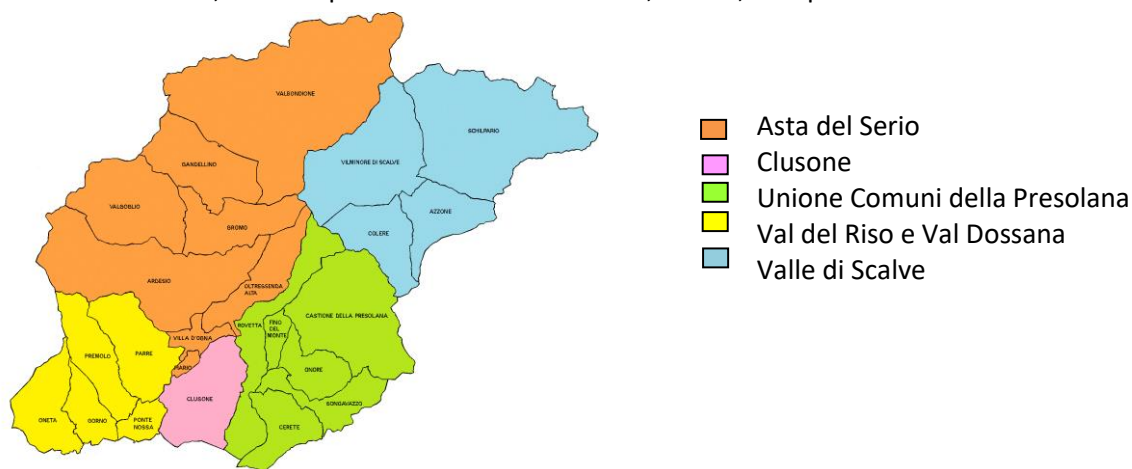 VALBONDIONE
SCHILPARIO
GANDELLINO
VILMINORE DI SCALVE
VALGOGLIO
AZZONE
GROMO
COLERE
ARDESIO
OLTRESSENDA
ALTA
CASTIONE DELLA PRESOLANA
ROVETTA
FINO
DEL
MONTE
VILLA D'OGNA
PARRE
PREMOLO
PIARIO
ONORE
CLUSONE
SONGAVAZZO
ONETA
GORNO
PONTE
NOSSA
CERETE
Asta del Serio
Clusone
Unione Comuni della Presolana
Val del Riso e Val Dossana
Valle di Scalve